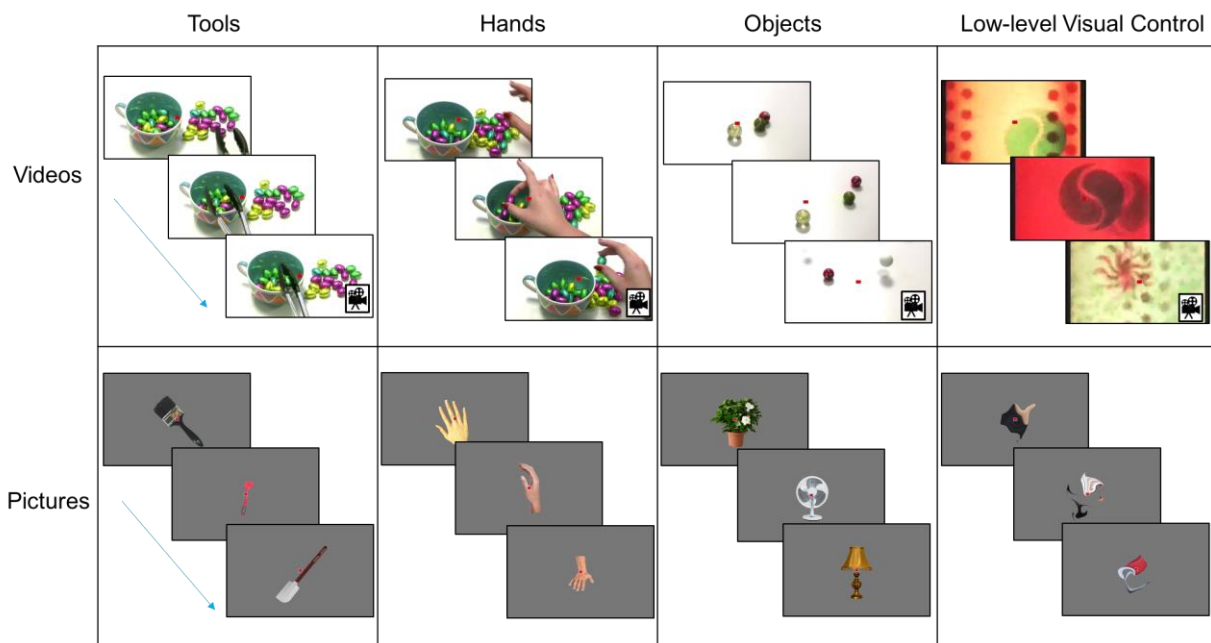 Tools
Hands
Objects
Low-level Visual Control
Videos
Pictures